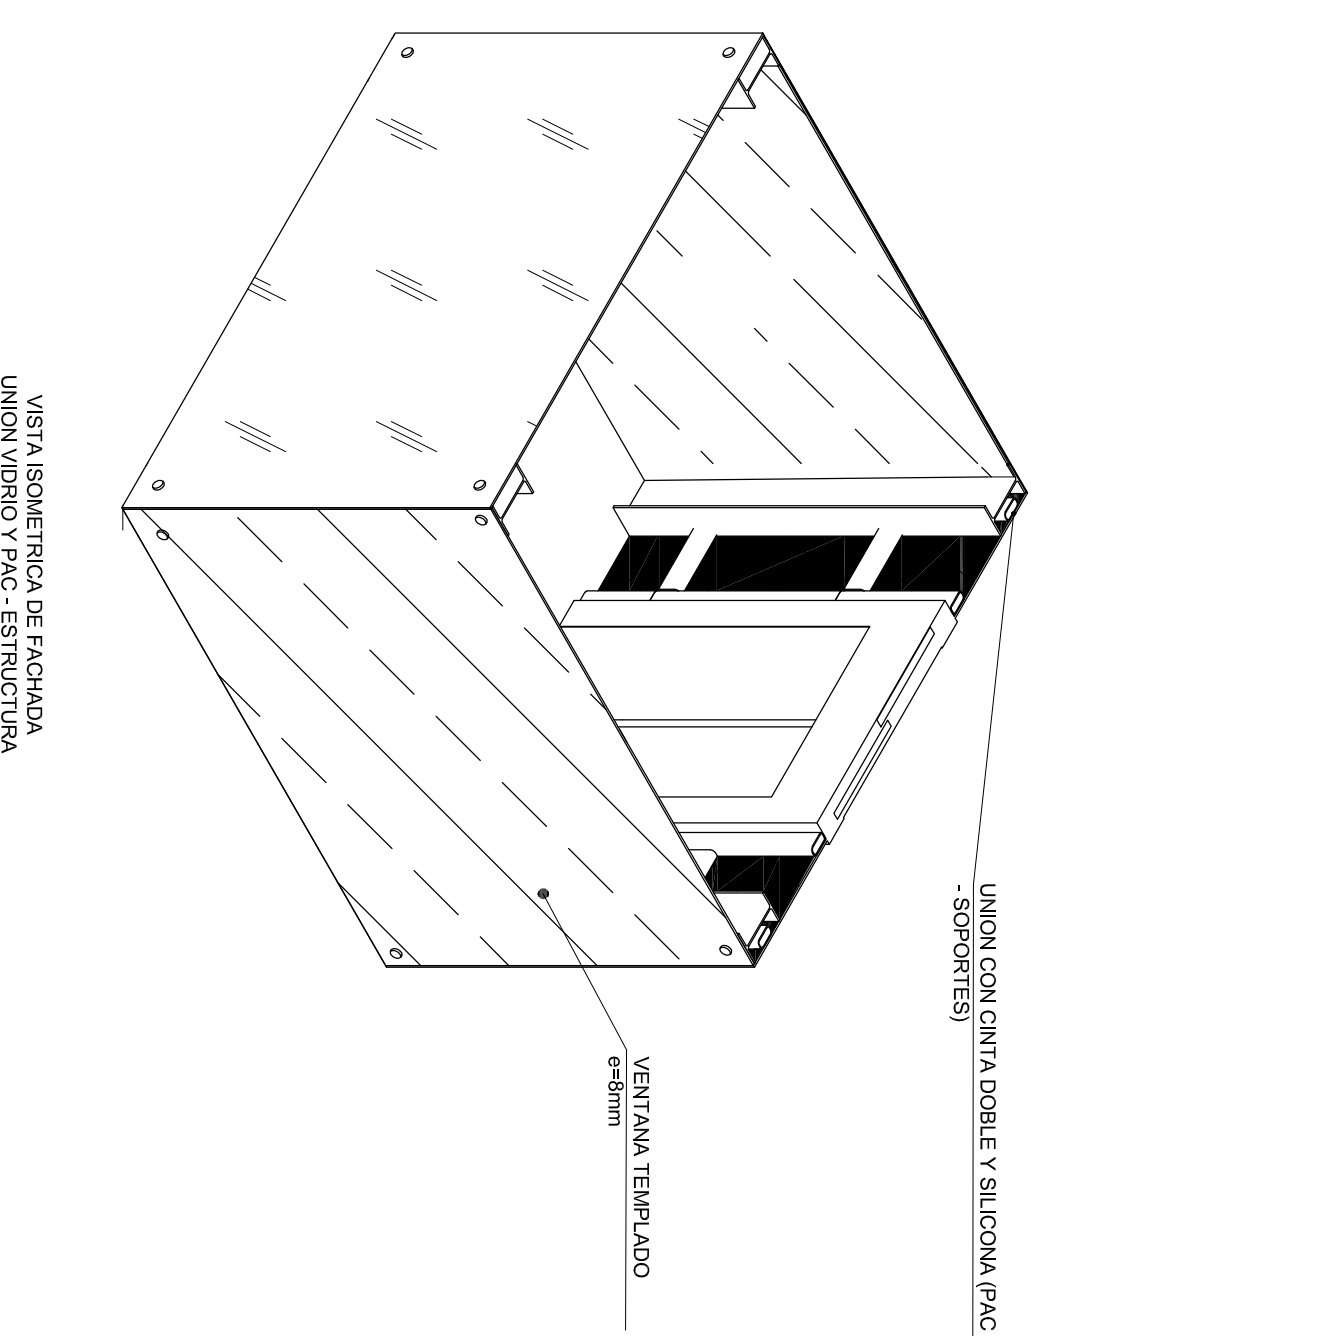 UNION CON CINTA DOBLE Y SILICONA (PAC
- SOPORTES)
VENTANA TEMPLADO
e=8mm
VISTA ISOMETRICA DE FACHADA
UNION VIDRIO Y PAC - ESTRUCTURA